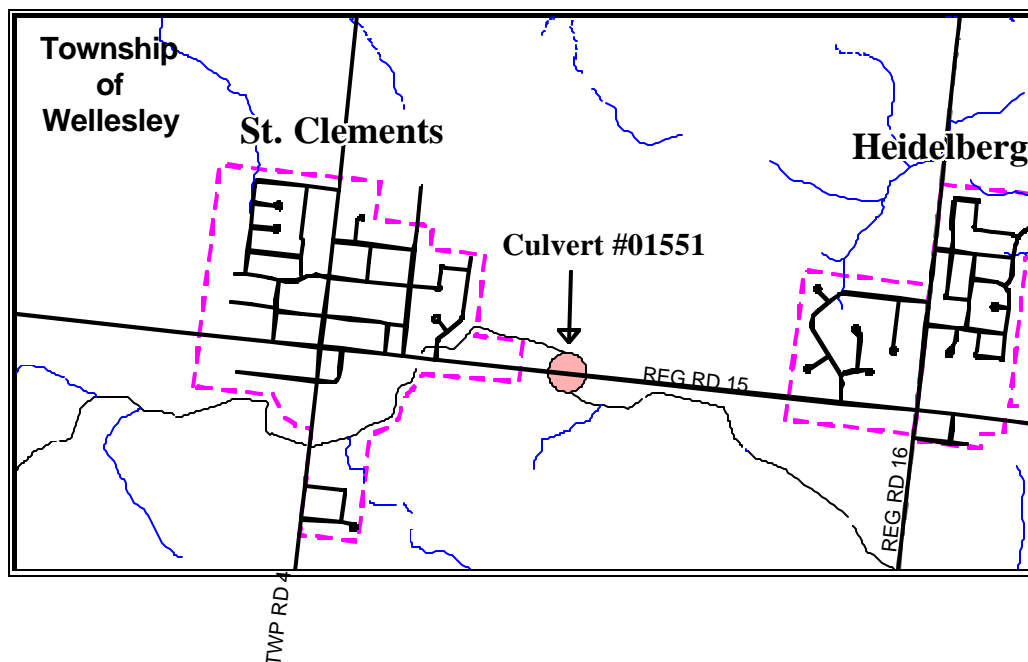 Township
of
Wellesley
St. Clements
Heidelberg
Culvert #01551
REG RD 15
REG RD 16
TWP RD 4